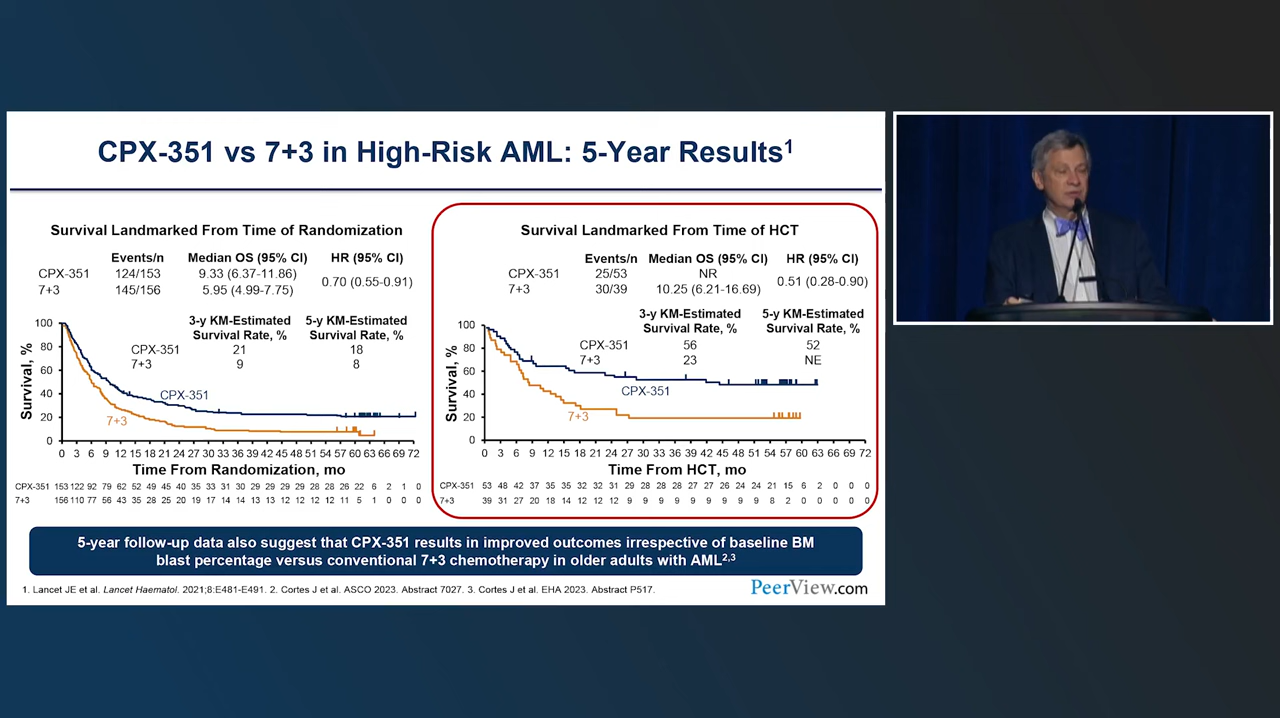 CPX-351 vs 7+3 in High-Risk AML: 5-Year Results1
Survival Landmarked From Time of Randomization
Events/n Median OS (95% CI) HR (95% CI)
CPX-351 124/153 9.33 (6.37-11.86)
0.70 (0.55-0.91)
7+3 145/156 5.95 (4.99-7.75)
3-y KM-Estimated 5-y KM-Estimated
Survival Rate, % Survival Rate, %
CPX-351 21 18
7+3 9 8
Survival, %
100
80
60
40
20
0
CPX-351
7+3
0 3 6 9 12 15 18 21 24 27 30 33 36 39 42 45 48 51 54 57 60 63 66 69 72
Time From Randomization, mo
CPX-351 153 122 92 79 62 52 49 45 40 35 33 31 30 29 29 29 29 28 28 26 22 6 2 1 0
7+3 156 110 77 56 43 35 28 25 20 19 17 14 14 13 13 12 12 12 12 11 5 1 0 0 0
Survival Landmarked From Time of HCT
Events/n Median OS (95% CI) HR (95% CI)
CPX-351 25/53 NR
0.51 (0.28-0.90)
7+3 30/39 10.25 (6.21-16.69)
3-y KM-Estimated 5-y KM-Estimated
Survival Rate, % Survival Rate, %
CPX-351 56 52
7+3 23 NE
Survival, %
100
80
60
40
20
0
CPX-351
7+3
0 3 6 9 12 15 18 21 24 27 30 33 36 39 42 45 48 51 54 57 60 63 66 69 72
Time From HCT, mo
CPX-351 53 48 42 37 35 35 32 32 31 29 28 28 28 27 27 26 24 24 21 15 6 2 0 0 0
7+3 39 31 27 20 18 14 12 12 12 9 9 9 9 9 9 9 9 9 8 2 0 0 0 0 0
5-year follow-up data also suggest that CPX-351 results in improved outcomes irrespective of baseline BM
blast percentage versus conventional 7+3 chemotherapy in older adults with AML2,3
1. Lancet JE et al. Lancet Haematol. 2021;8:E481-E491. 2. Cortes J et al. ASCO 2023. Abstract 7027. 3. Cortes J et al. EHA 2023. Abstract P517.
PeerView.com